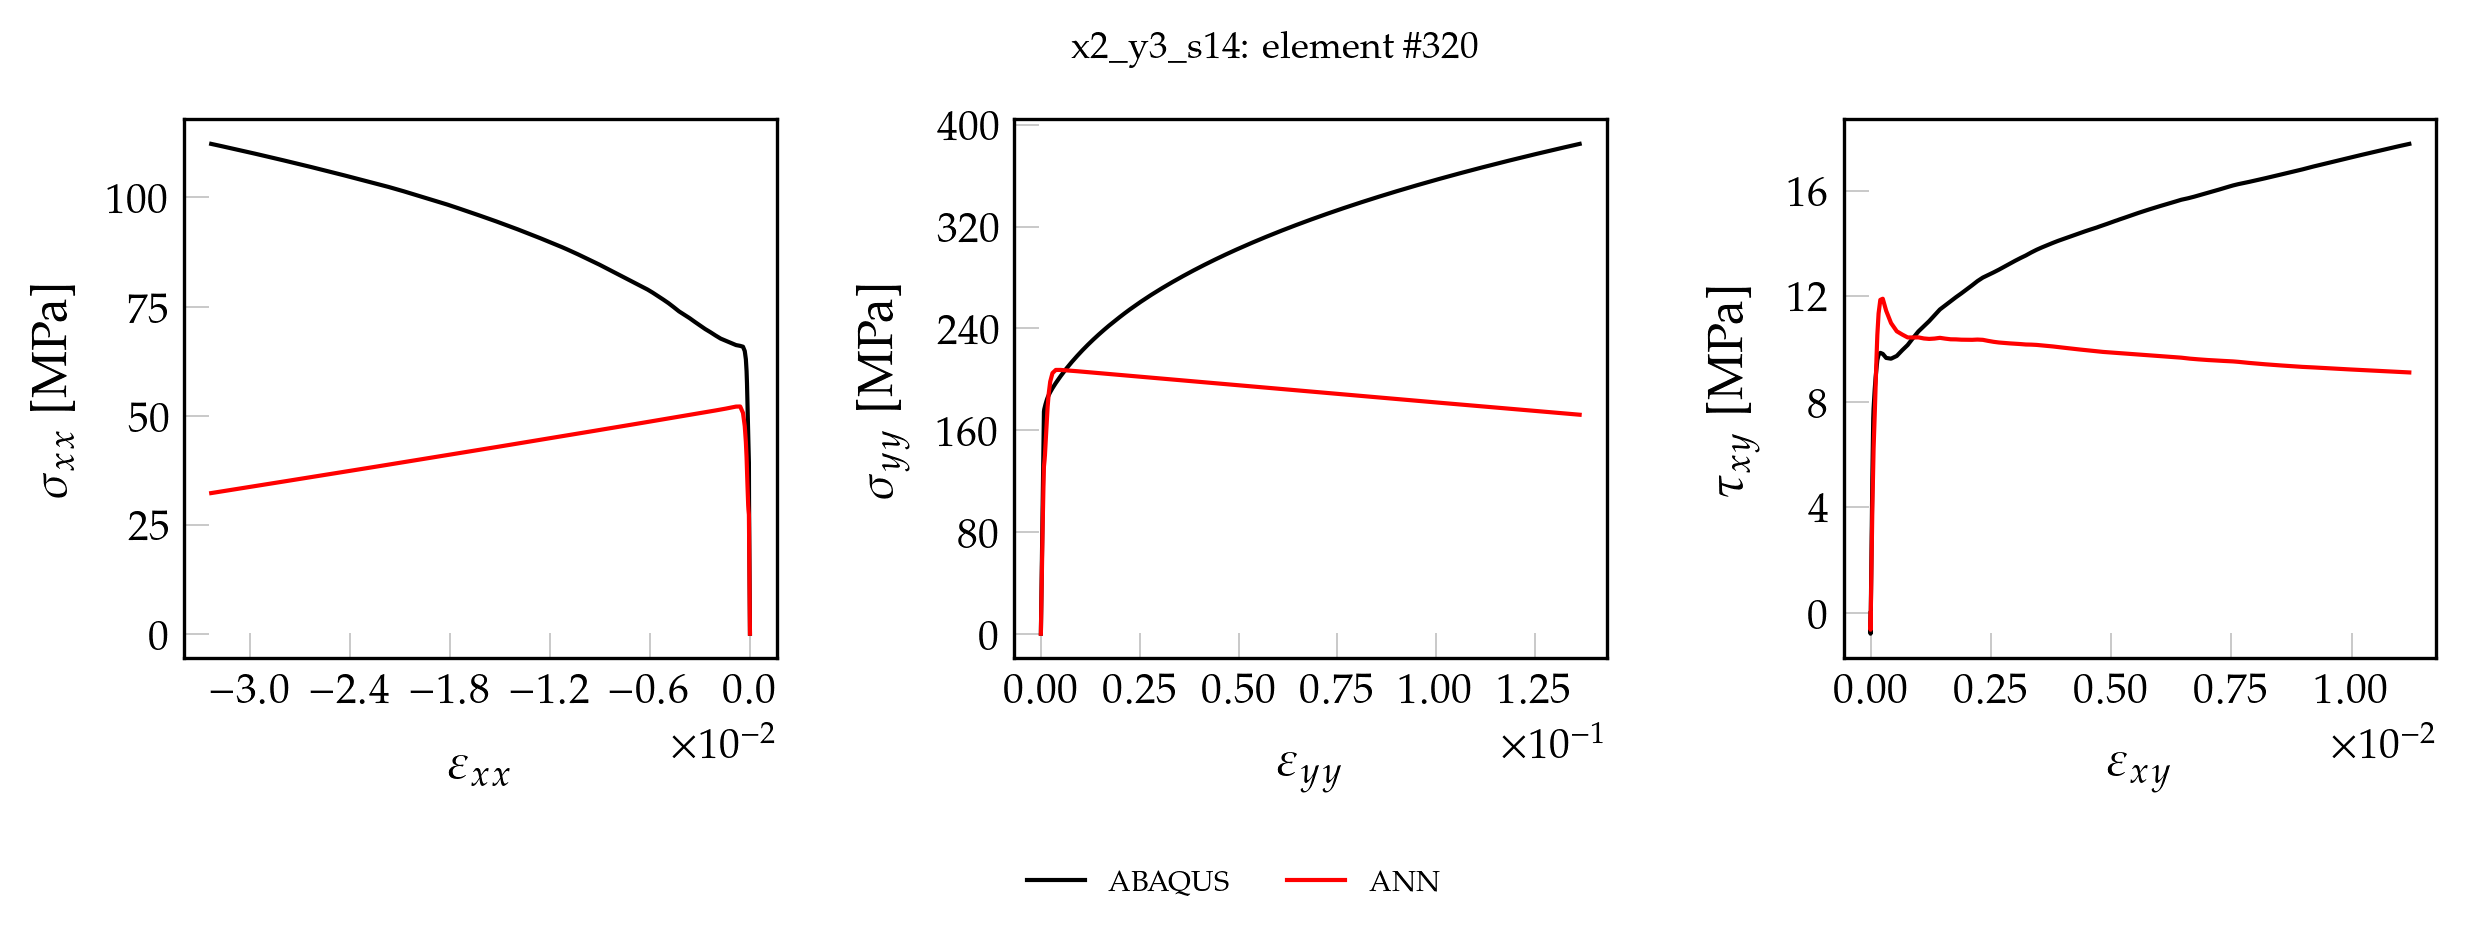 x2_y3_s14: element #320
σxx [MPa]
100
75
50
25
0
−3.0 −2.4 −1.8 −1.2 −0.6 0.0
×10−2
εxx
σyy [MPa]
400
320
240
160
80
0
0.00 0.25 0.50 0.75 1.00 1.25
×10−1
εyy
τxy [MPa]
16
12
8
4
0
0.00 0.25 0.50 0.75 1.00
×10−2
εxy
ABAQUS ANN